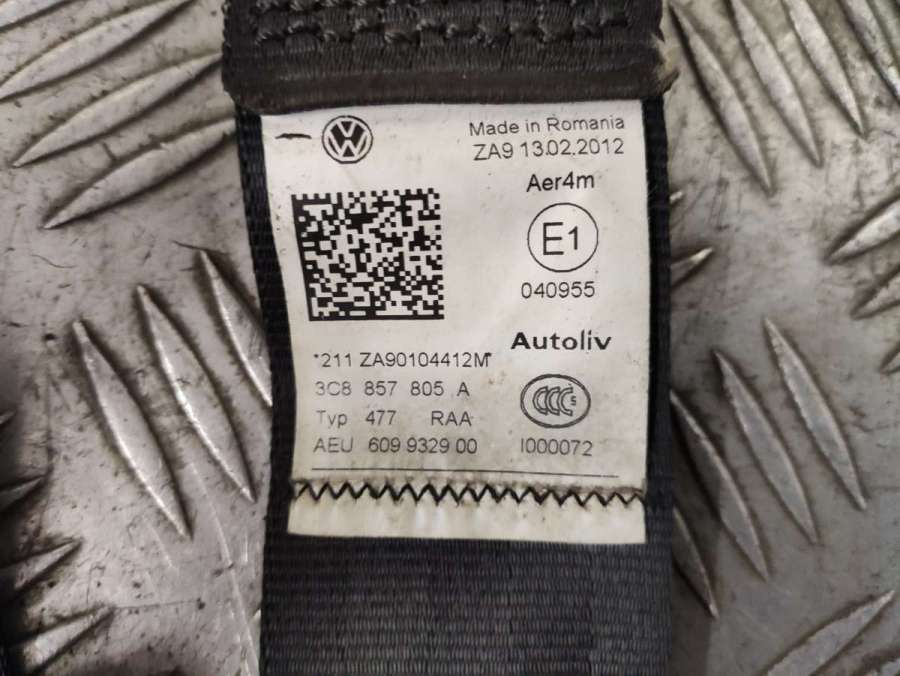 Made in Romania
ZA9 13.02.2012
Aer4m
E1
040955
Autoliv
*211 ZA90104412M*
3C8 857 805 A
Typ 477 RAA
AEU 609 9329 00
CCC S
I000072